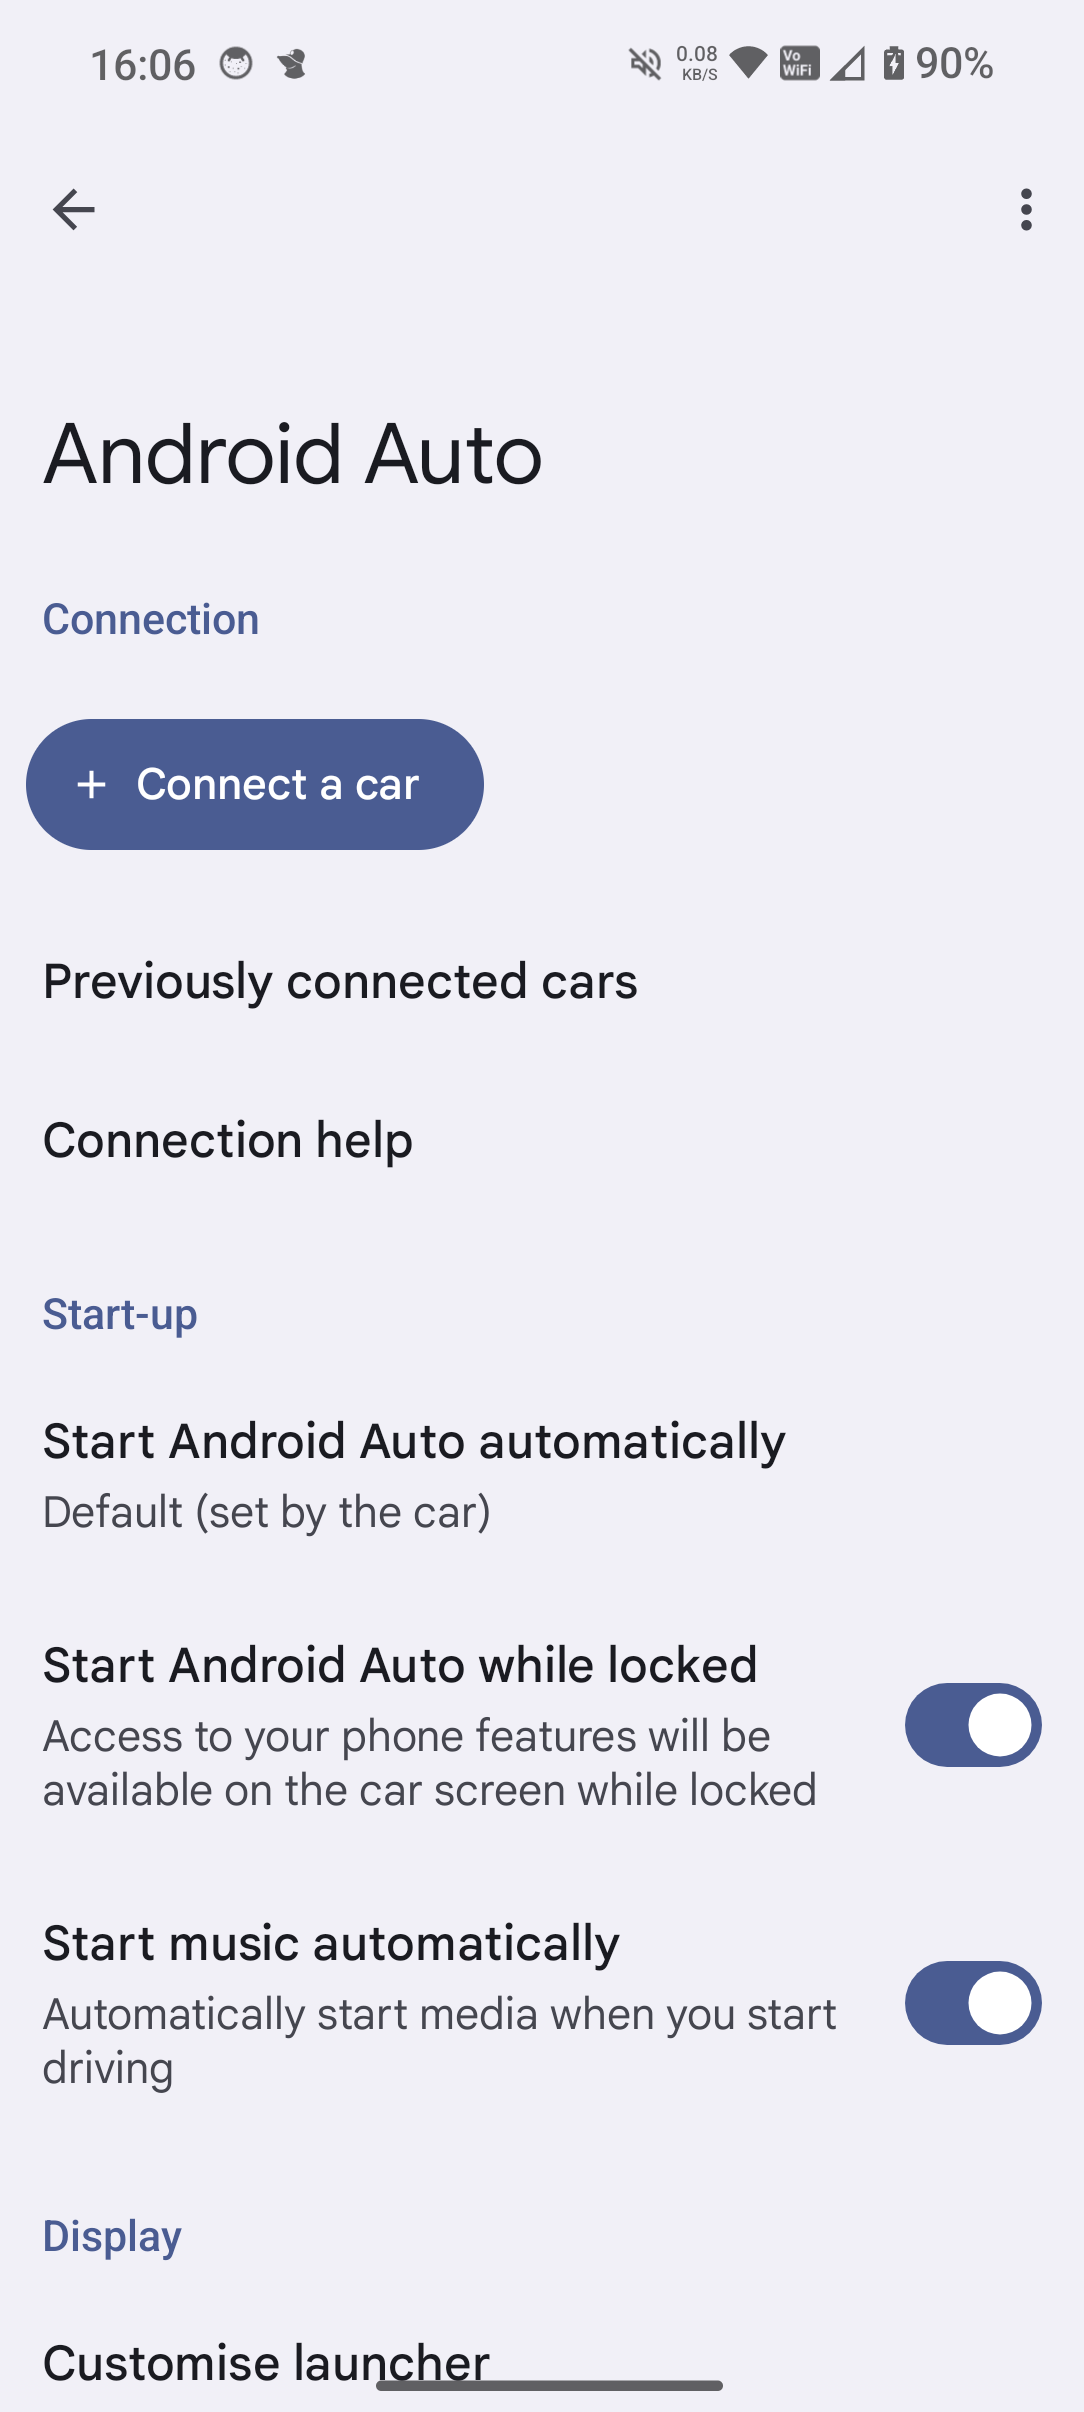 16:06 0.08 KB/S Vo WiFi 90%
Android Auto
Connection
+ Connect a car
Previously connected cars
Connection help
Start-up
Start Android Auto automatically
Default (set by the car)
Start Android Auto while locked
Access to your phone features will be
available on the car screen while locked
Start music automatically
Automatically start media when you start
driving
Display
Customise launcher